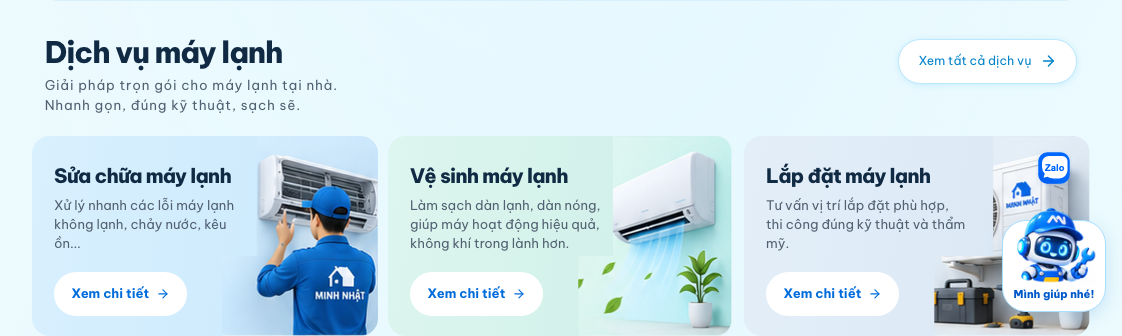 Dịch vụ máy lạnh
Giải pháp trọn gói cho máy lạnh tại nhà.
Nhanh gọn, đúng kỹ thuật, sạch sẽ.
Xem tất cả dịch vụ
Sửa chữa máy lạnh
Xử lý nhanh các lỗi máy lạnh
không lạnh, chảy nước, kêu
ồn...
Xem chi tiết
MINH NHẬT
Vệ sinh máy lạnh
Làm sạch dàn lạnh, dàn nóng,
giúp máy hoạt động hiệu quả,
không khí trong lành hơn.
Xem chi tiết
Lắp đặt máy lạnh
Tư vấn vị trí lắp đặt phù hợp,
thi công đúng kỹ thuật và thẩm
mỹ.
Xem chi tiết
Zalo
MINH NHẬT
Mình giúp nhé!